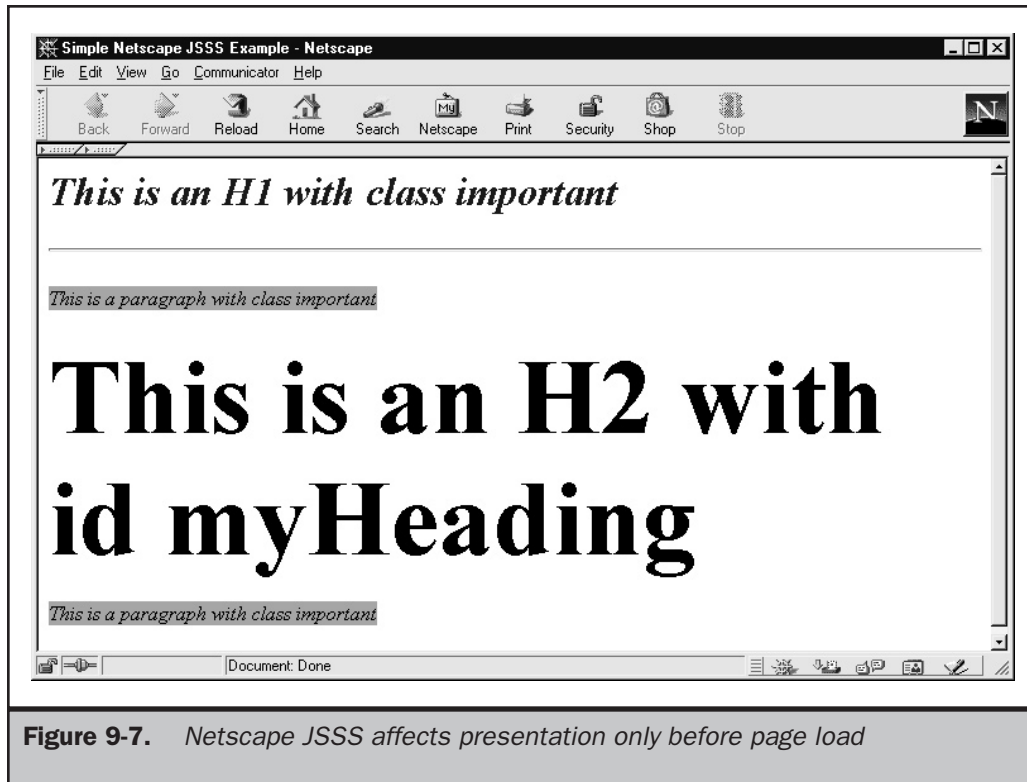 Simple Netscape JSSS Example - Netscape
File Edit View Go Communicator Help
Back Forward Reload Home Search Netscape Print Security Shop Stop
My
N
This is an H1 with class important
This is a paragraph with class important
This is an H2 with
id myHeading
This is a paragraph with class important
Document: Done
Figure 9-7. Netscape JSSS affects presentation only before page load